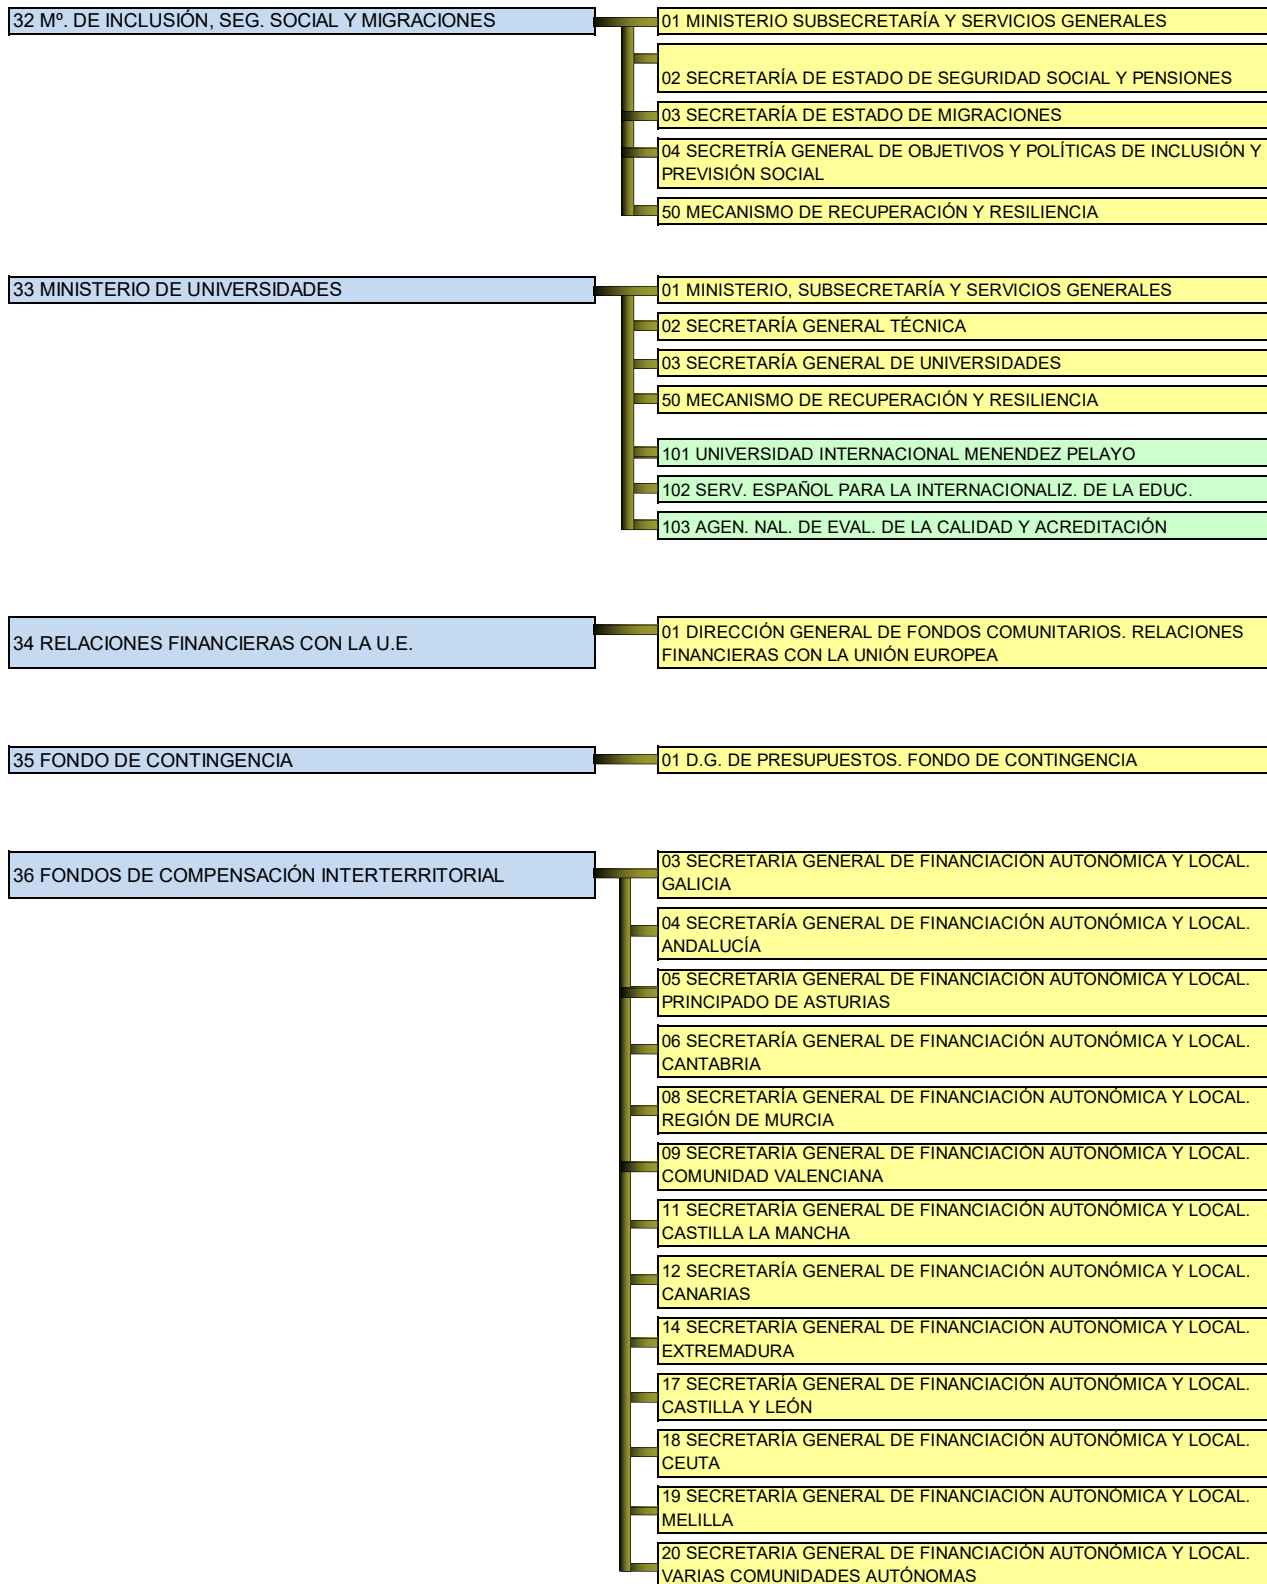 32 Mº. DE INCLUSIÓN, SEG. SOCIAL Y MIGRACIONES
01 MINISTERIO SUBSECRETARÍA Y SERVICIOS GENERALES
02 SECRETARÍA DE ESTADO DE SEGURIDAD SOCIAL Y PENSIONES
03 SECRETARÍA DE ESTADO DE MIGRACIONES
04 SECRETRÍA GENERAL DE OBJETIVOS Y POLÍTICAS DE INCLUSIÓN Y
PREVISIÓN SOCIAL
50 MECANISMO DE RECUPERACIÓN Y RESILIENCIA
33 MINISTERIO DE UNIVERSIDADES
01 MINISTERIO, SUBSECRETARÍA Y SERVICIOS GENERALES
02 SECRETARÍA GENERAL TÉCNICA
03 SECRETARÍA GENERAL DE UNIVERSIDADES
50 MECANISMO DE RECUPERACIÓN Y RESILIENCIA
101 UNIVERSIDAD INTERNACIONAL MENENDEZ PELAYO
102 SERV. ESPAÑOL PARA LA INTERNACIONALIZ. DE LA EDUC.
103 AGEN. NAL. DE EVAL. DE LA CALIDAD Y ACREDITACIÓN
34 RELACIONES FINANCIERAS CON LA U.E.
01 DIRECCIÓN GENERAL DE FONDOS COMUNITARIOS. RELACIONES
FINANCIERAS CON LA UNIÓN EUROPEA
35 FONDO DE CONTINGENCIA
01 D.G. DE PRESUPUESTOS. FONDO DE CONTINGENCIA
36 FONDOS DE COMPENSACIÓN INTERTERRITORIAL
03 SECRETARÍA GENERAL DE FINANCIACIÓN AUTONÓMICA Y LOCAL.
GALICIA
04 SECRETARÍA GENERAL DE FINANCIACIÓN AUTONÓMICA Y LOCAL.
ANDALUCÍA
05 SECRETARÍA GENERAL DE FINANCIACIÓN AUTONÓMICA Y LOCAL.
PRINCIPADO DE ASTURIAS
06 SECRETARÍA GENERAL DE FINANCIACIÓN AUTONÓMICA Y LOCAL.
CANTABRIA
08 SECRETARÍA GENERAL DE FINANCIACIÓN AUTONÓMICA Y LOCAL.
REGIÓN DE MURCIA
09 SECRETARÍA GENERAL DE FINANCIACIÓN AUTONÓMICA Y LOCAL.
COMUNIDAD VALENCIANA
11 SECRETARÍA GENERAL DE FINANCIACIÓN AUTONÓMICA Y LOCAL.
CASTILLA LA MANCHA
12 SECRETARÍA GENERAL DE FINANCIACIÓN AUTONÓMICA Y LOCAL.
CANARIAS
14 SECRETARÍA GENERAL DE FINANCIACIÓN AUTONÓMICA Y LOCAL.
EXTREMADURA
17 SECRETARÍA GENERAL DE FINANCIACIÓN AUTONÓMICA Y LOCAL.
CASTILLA Y LEÓN
18 SECRETARÍA GENERAL DE FINANCIACIÓN AUTONÓMICA Y LOCAL.
CEUTA
19 SECRETARÍA GENERAL DE FINANCIACIÓN AUTONÓMICA Y LOCAL.
MELILLA
20 SECRETARIA GENERAL DE FINANCIACIÓN AUTONÓMICA Y LOCAL.
VARIAS COMUNIDADES AUTÓNOMAS